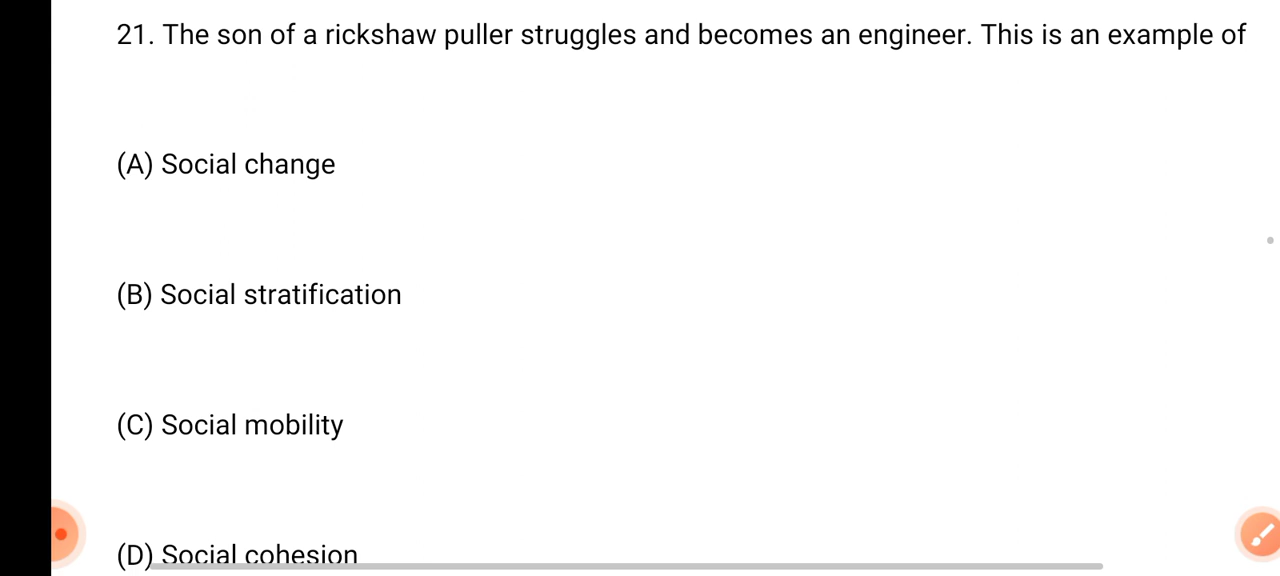 21. The son of a rickshaw puller struggles and becomes an engineer. This is an example of
(A) Social change
(B) Social stratification
(C) Social mobility
(D) Social cohesion